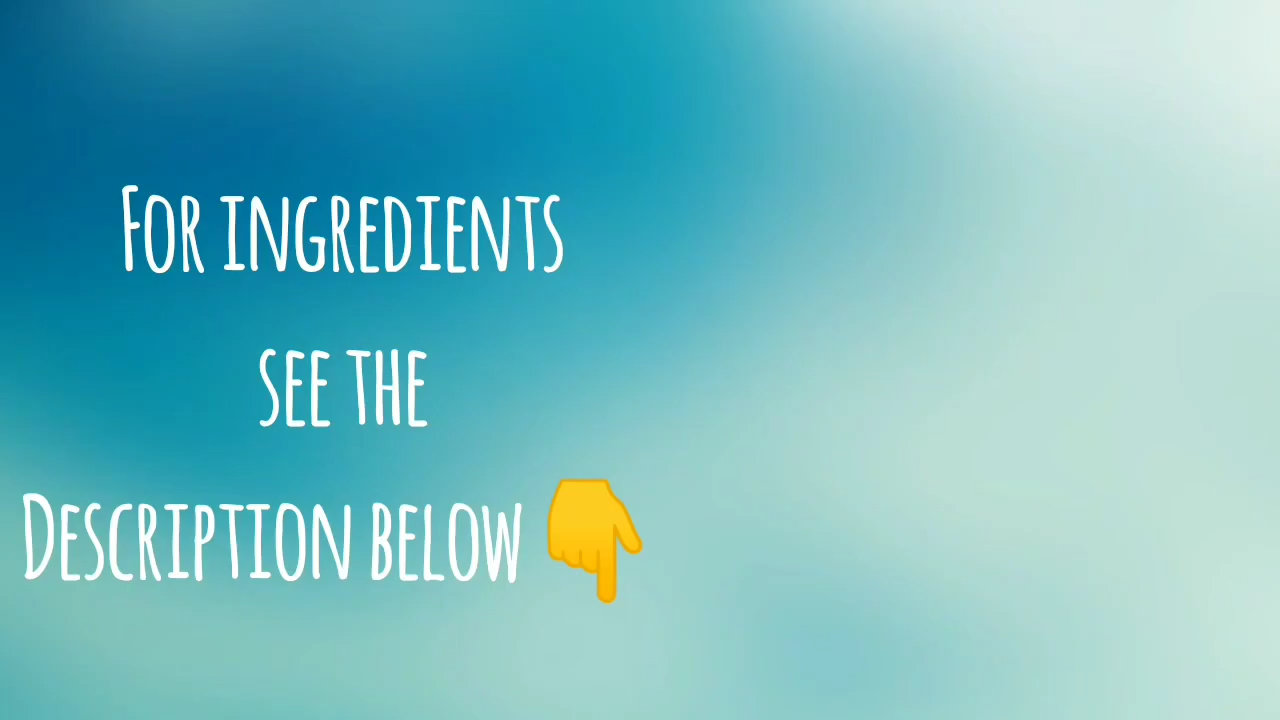 For ingredients
see the
Description below 👇